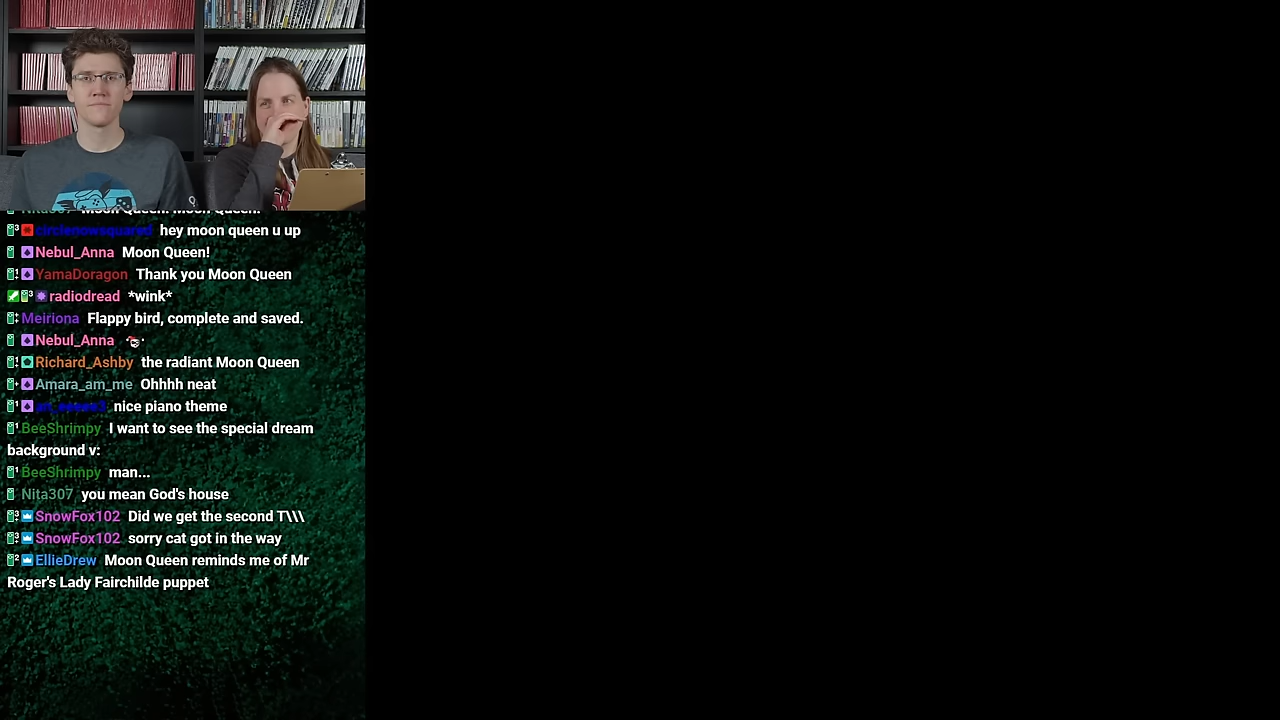 circlenowsquared hey moon queen u up
Nebul_Anna Moon Queen!
YamaDoragon Thank you Moon Queen
radiodread *wink*
Meiriona Flappy bird, complete and saved.
Nebul_Anna
Richard_Ashby the radiant Moon Queen
Amara_am_me Ohhhh neat
nice piano theme
BeeShrimpy I want to see the special dream
background v:
BeeShrimpy man...
Nita307 you mean God's house
SnowFox102 Did we get the second T\\\
SnowFox102 sorry cat got in the way
EllieDrew Moon Queen reminds me of Mr
Roger's Lady Fairchilde puppet